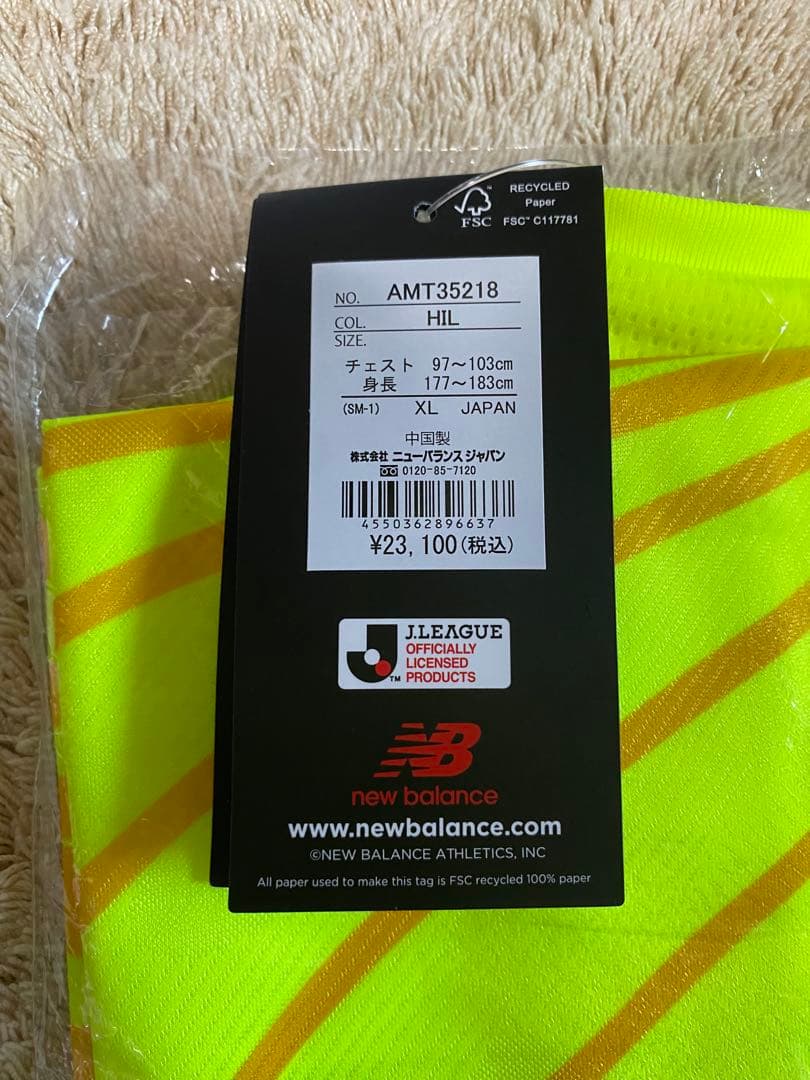 RECYCLED
Paper
FSC™ C117781
FSC
NO. AMT35218
COL. HIL
SIZE.
チェスト 97～103cm
身長 177～183cm
(SM-1) XL JAPAN
中国製
株式会社 ニューバランス ジャパン
0120-85-7120
4550362896637
¥23,100(税込)
J.LEAGUE
OFFICIALLY
LICENSED
PRODUCTS
TM
NB
new balance
www.newbalance.com
©NEW BALANCE ATHLETICS, INC
All paper used to make this tag is FSC recycled 100% paper